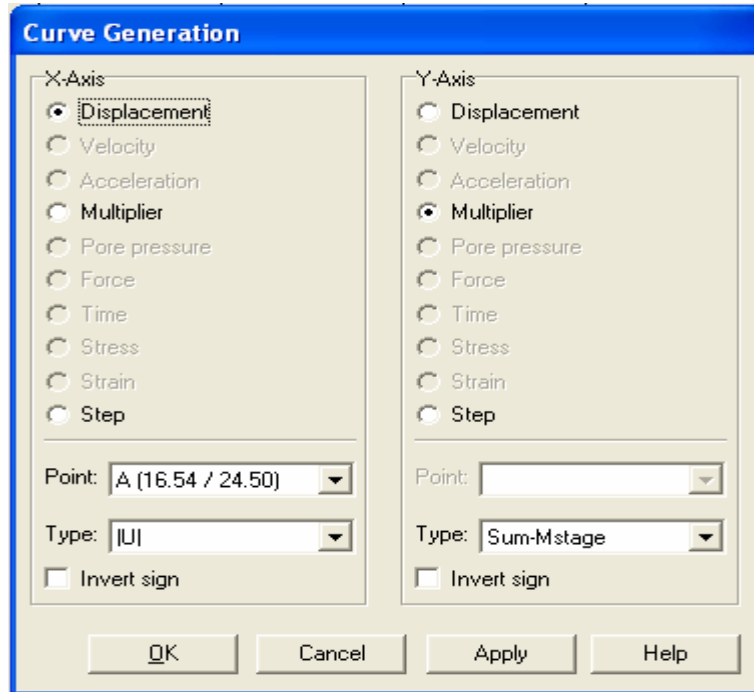 Curve Generation
X-Axis
Displacement
Velocity
Acceleration
Multiplier
Pore pressure
Force
Time
Stress
Strain
Step
Point: A (16.54 / 24.50)
Type: |U|
Invert sign
Y-Axis
Displacement
Velocity
Acceleration
Multiplier
Pore pressure
Force
Time
Stress
Strain
Step
Point:
Type: Sum-Mstage
Invert sign
OK Cancel Apply Help